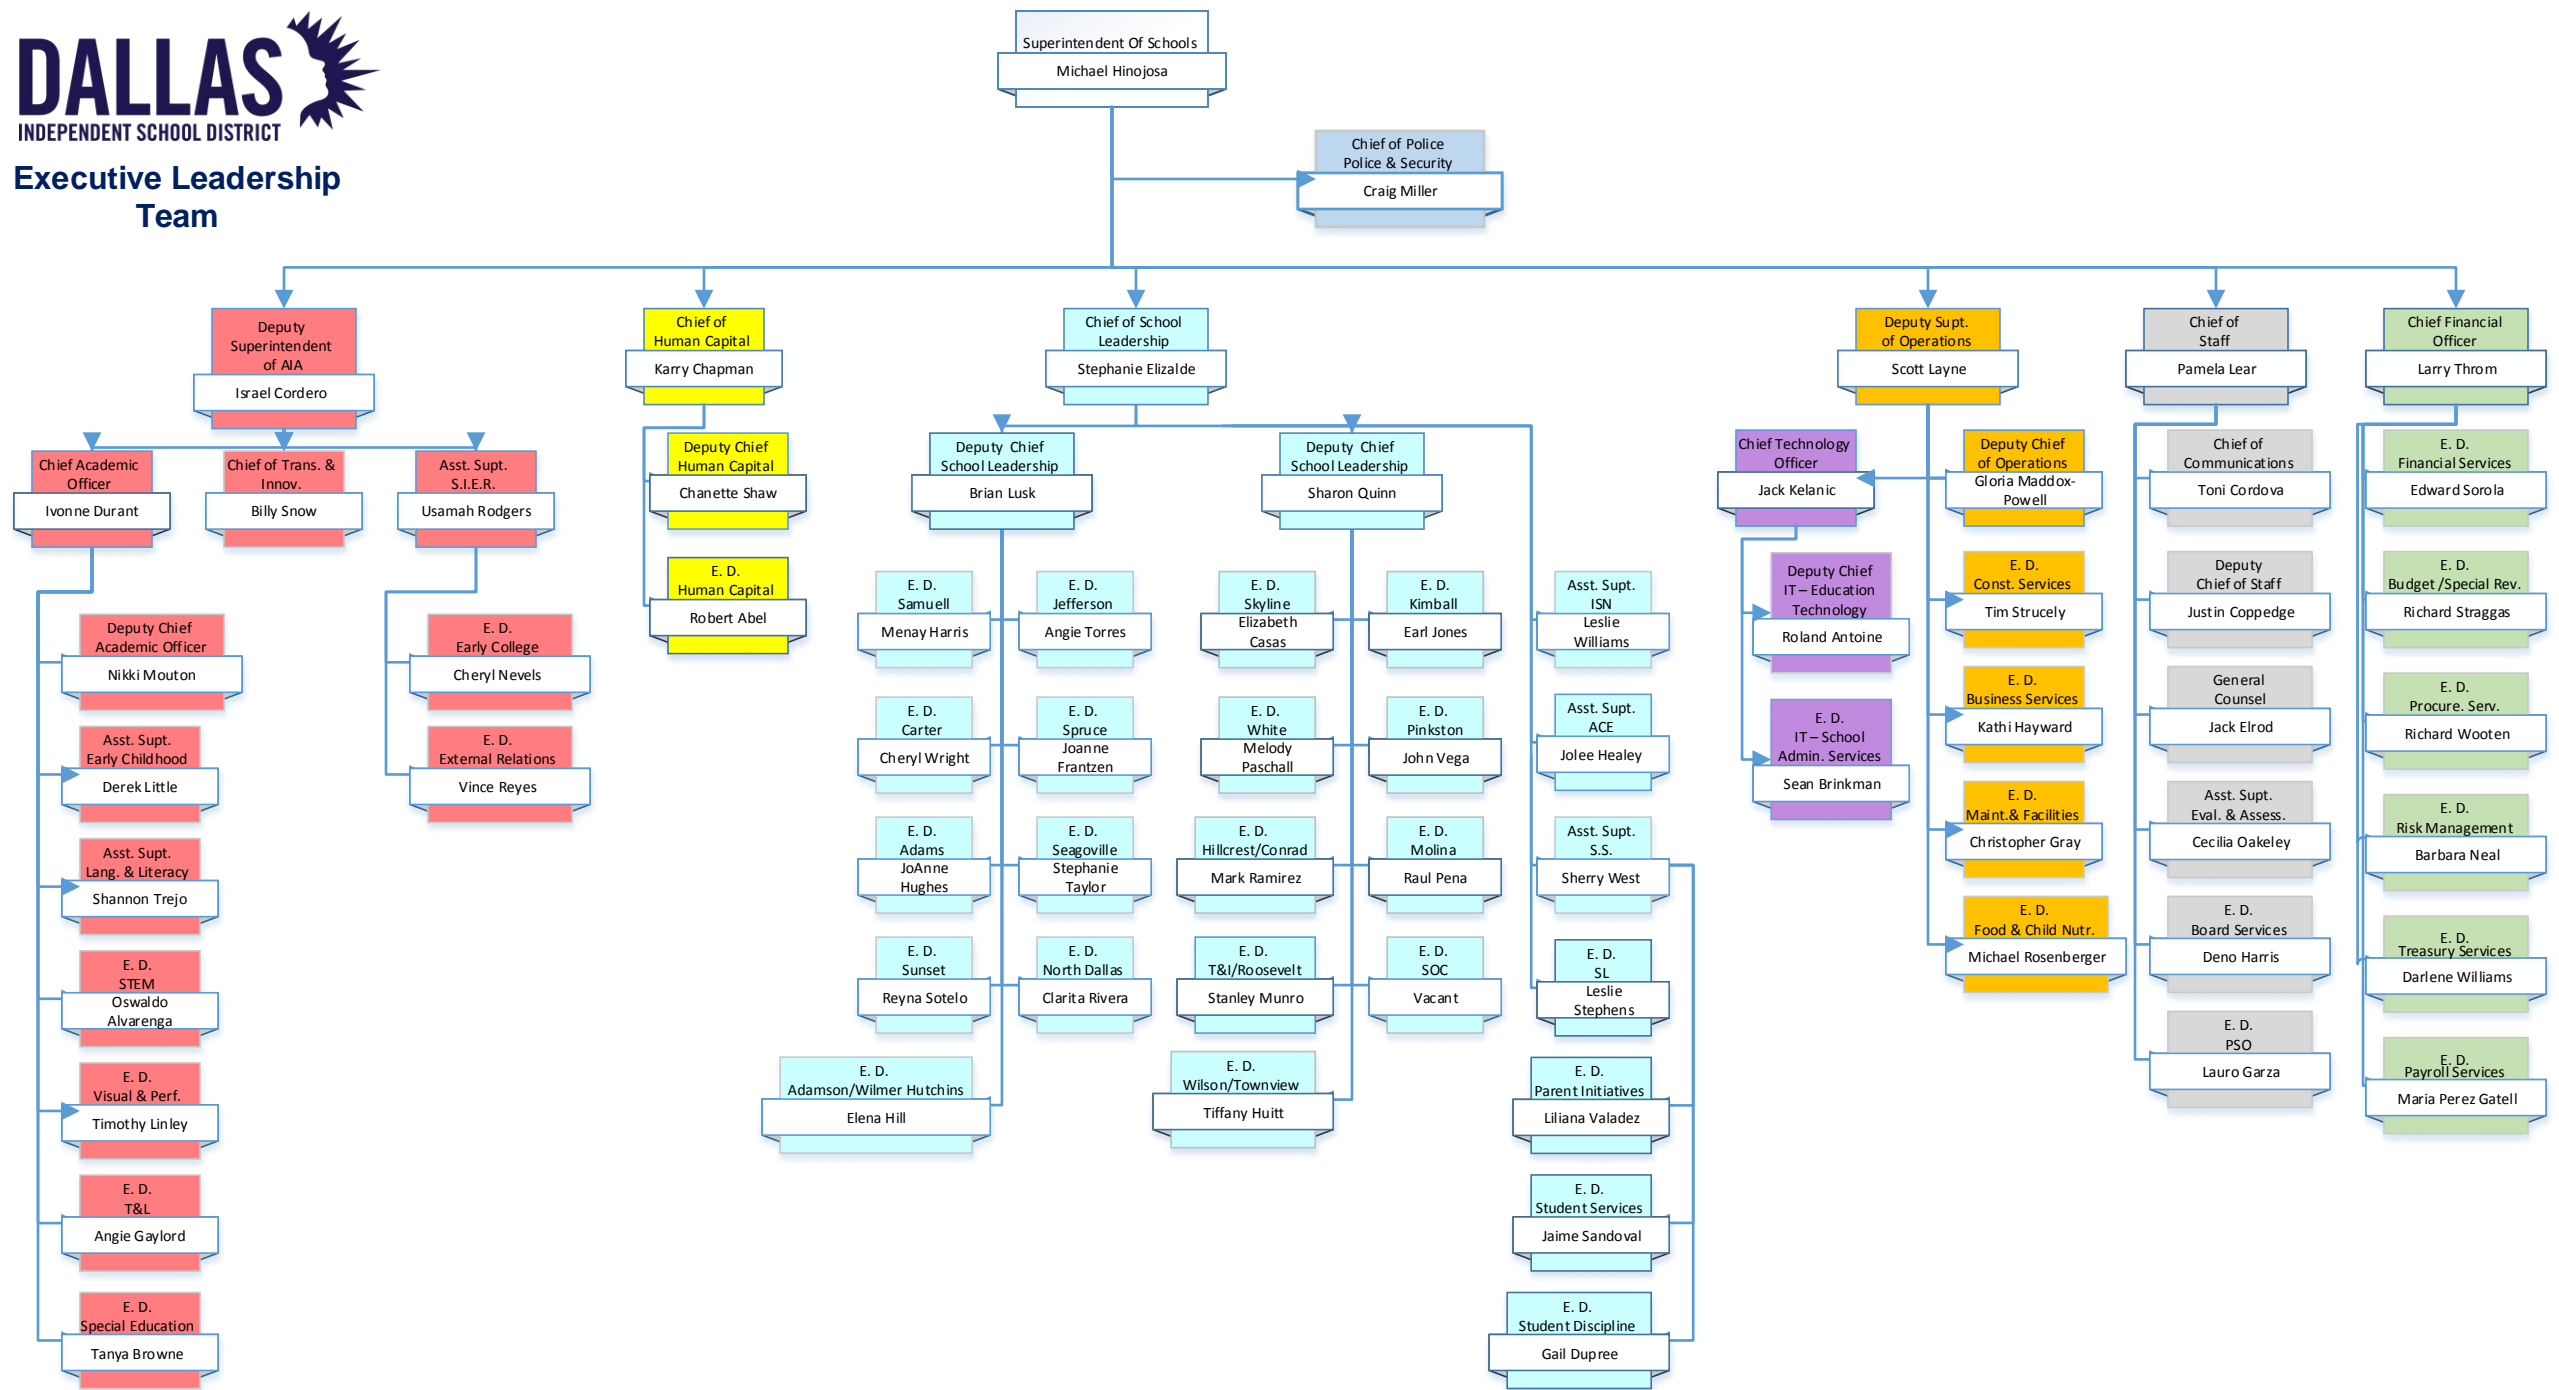 DALLAS
INDEPENDENT SCHOOL DISTRICT
Executive Leadership
Team
Superintendent Of Schools
Michael Hinojosa
Chief of Police
Police & Security
Craig Miller
Deputy
Superintendent
of AIA
Israel Cordero
Chief Academic
Officer
Ivonne Durant
Chief of Trans. &
Innov.
Billy Snow
Asst. Supt.
S.I.E.R.
Usamah Rodgers
Deputy Chief
Academic Officer
Nikki Mouton
Asst. Supt.
Early Childhood
Derek Little
Asst. Supt.
Lang. & Literacy
Shannon Trejo
E. D.
STEM
Oswaldo
Alvarenga
E. D.
Visual & Perf.
Timothy Linley
E. D.
T&L
Angie Gaylord
E. D.
Special Education
Tanya Browne
E. D.
Early College
Cheryl Nevels
E. D.
External Relations
Vince Reyes
Chief of
Human Capital
Karry Chapman
Deputy Chief
Human Capital
Chanette Shaw
E. D.
Human Capital
Robert Abel
Chief of School
Leadership
Stephanie Elizalde
Deputy Chief
School Leadership
Brian Lusk
E. D.
Samuell
Menay Harris
E. D.
Jefferson
Angie Torres
E. D.
Carter
Cheryl Wright
E. D.
Spruce
Joanne
Frantzen
E. D.
Adams
JoAnne
Hughes
E. D.
Seagoville
Stephanie
Taylor
E. D.
Sunset
Reyna Sotelo
E. D.
North Dallas
Clarita Rivera
E. D.
Adamson/Wilmer Hutchins
Elena Hill
Deputy Chief
School Leadership
Sharon Quinn
E. D.
Skyline
Elizabeth
Casas
E. D.
Kimball
Earl Jones
E. D.
White
Melody
Paschall
E. D.
Pinkston
John Vega
E. D.
Hillcrest/Conrad
Mark Ramirez
E. D.
Molina
Raul Pena
E. D.
T&I/Roosevelt
Stanley Munro
E. D.
SOC
Vacant
E. D.
Wilson/Townview
Tiffany Huitt
Asst. Supt.
ISN
Leslie
Williams
Asst. Supt.
ACE
Jolee Healey
Asst. Supt.
S.S.
Sherry West
E. D.
SL
Leslie
Stephens
E. D.
Parent Initiatives
Liliana Valadez
E. D.
Student Services
Jaime Sandoval
E. D.
Student Discipline
Gail Dupree
Deputy Supt.
of Operations
Scott Layne
Chief Technology
Officer
Jack Kelanic
Deputy Chief
IT – Education
Technology
Roland Antoine
E. D.
IT – School
Admin. Services
Sean Brinkman
Deputy Chief
of Operations
Gloria Maddox-
Powell
E. D.
Const. Services
Tim Strucely
E. D.
Business Services
Kathi Hayward
E. D.
Maint.& Facilities
Christopher Gray
E. D.
Food & Child Nutr.
Michael Rosenberger
Chief of
Staff
Pamela Lear
Chief of
Communications
Toni Cordova
Deputy
Chief of Staff
Justin Coppedge
General
Counsel
Jack Elrod
Asst. Supt.
Eval. & Assess.
Cecilia Oakeley
E. D.
Board Services
Deno Harris
E. D.
PSO
Lauro Garza
Chief Financial
Officer
Larry Throm
E. D.
Financial Services
Edward Sorola
E. D.
Budget /Special Rev.
Richard Straggas
E. D.
Procure. Serv.
Richard Wooten
E. D.
Risk Management
Barbara Neal
E. D.
Treasury Services
Darlene Williams
E. D.
Payroll Services
Maria Perez Gatell